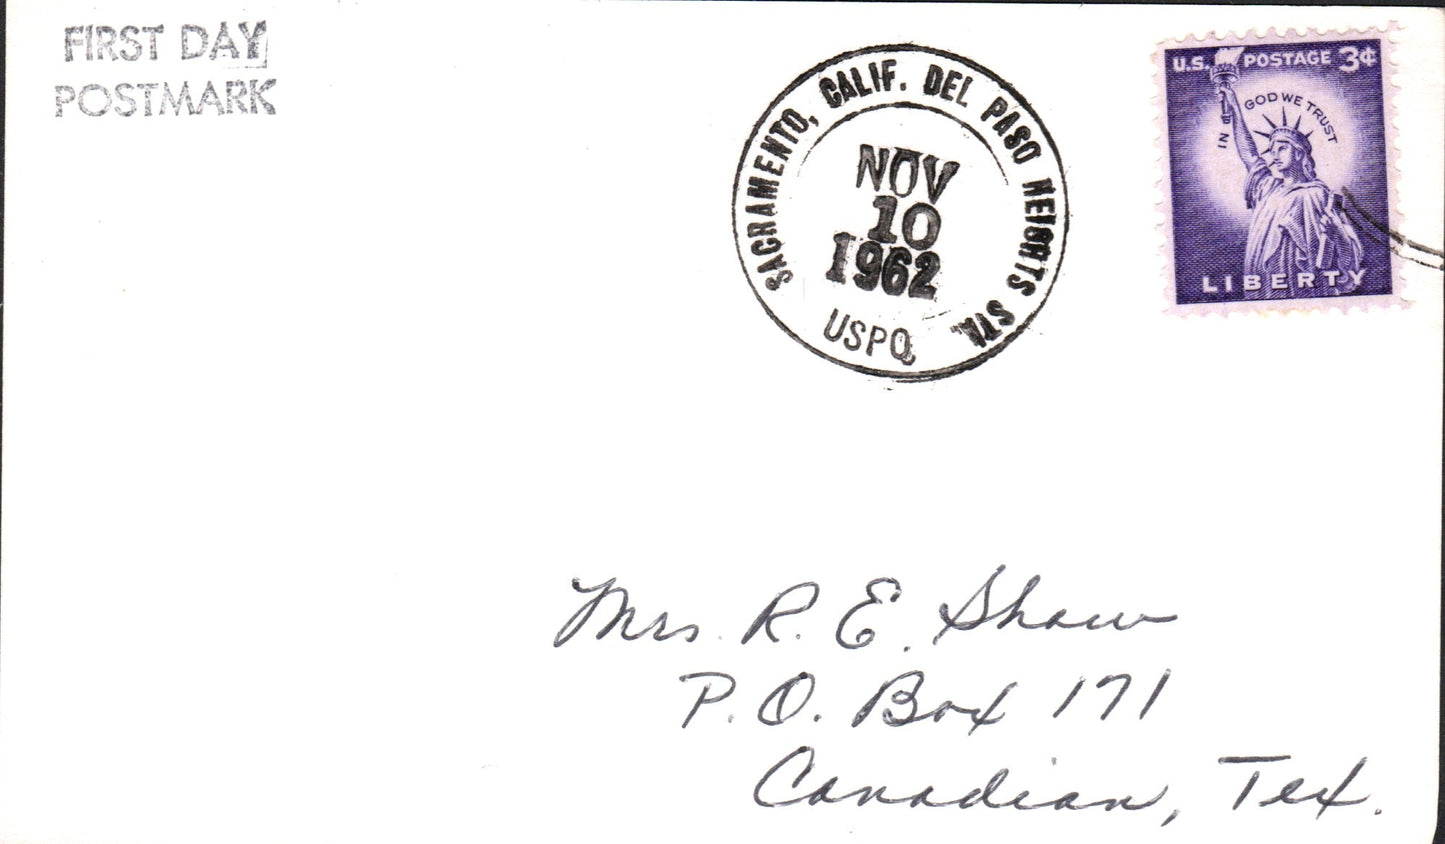 FIRST DAY
POSTMARK
SACRAMENTO, CALIF. DEL PASO HEIGHTS STA.
NOV
10
1962
USPO
U.S. POSTAGE 3¢
IN GOD WE TRUST
LIBERTY
Mrs. R. E. Shaw
P. O. Box 171
Canadian, Tex.